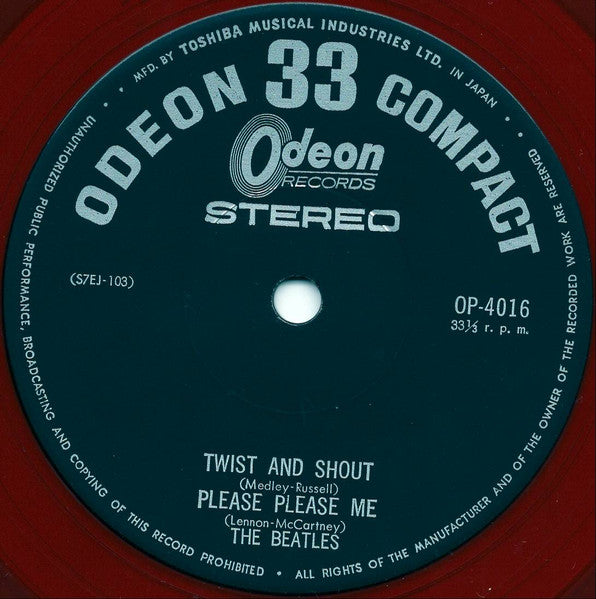 • MFD. BY TOSHIBA MUSICAL INDUSTRIES LTD. IN JAPAN •
ODEON 33 COMPACT
Odeon
RECORDS
STEREO
(S7EJ-103)
OP-4016
33⅓ r. p. m.
TWIST AND SHOUT
(Medley-Russell)
PLEASE PLEASE ME
(Lennon-McCartney)
THE BEATLES
• UNAUTHORIZED PUBLIC PERFORMANCE, BROADCASTING AND COPYING OF THIS RECORD PROHIBITED • ALL RIGHTS OF THE MANUFACTURER AND OF THE OWNER OF THE RECORDED WORK ARE RESERVED •